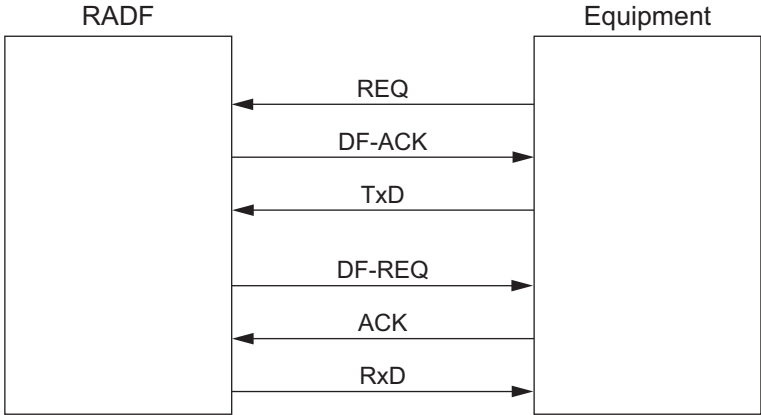 RADF
Equipment
REQ
DF-ACK
TxD
DF-REQ
ACK
RxD